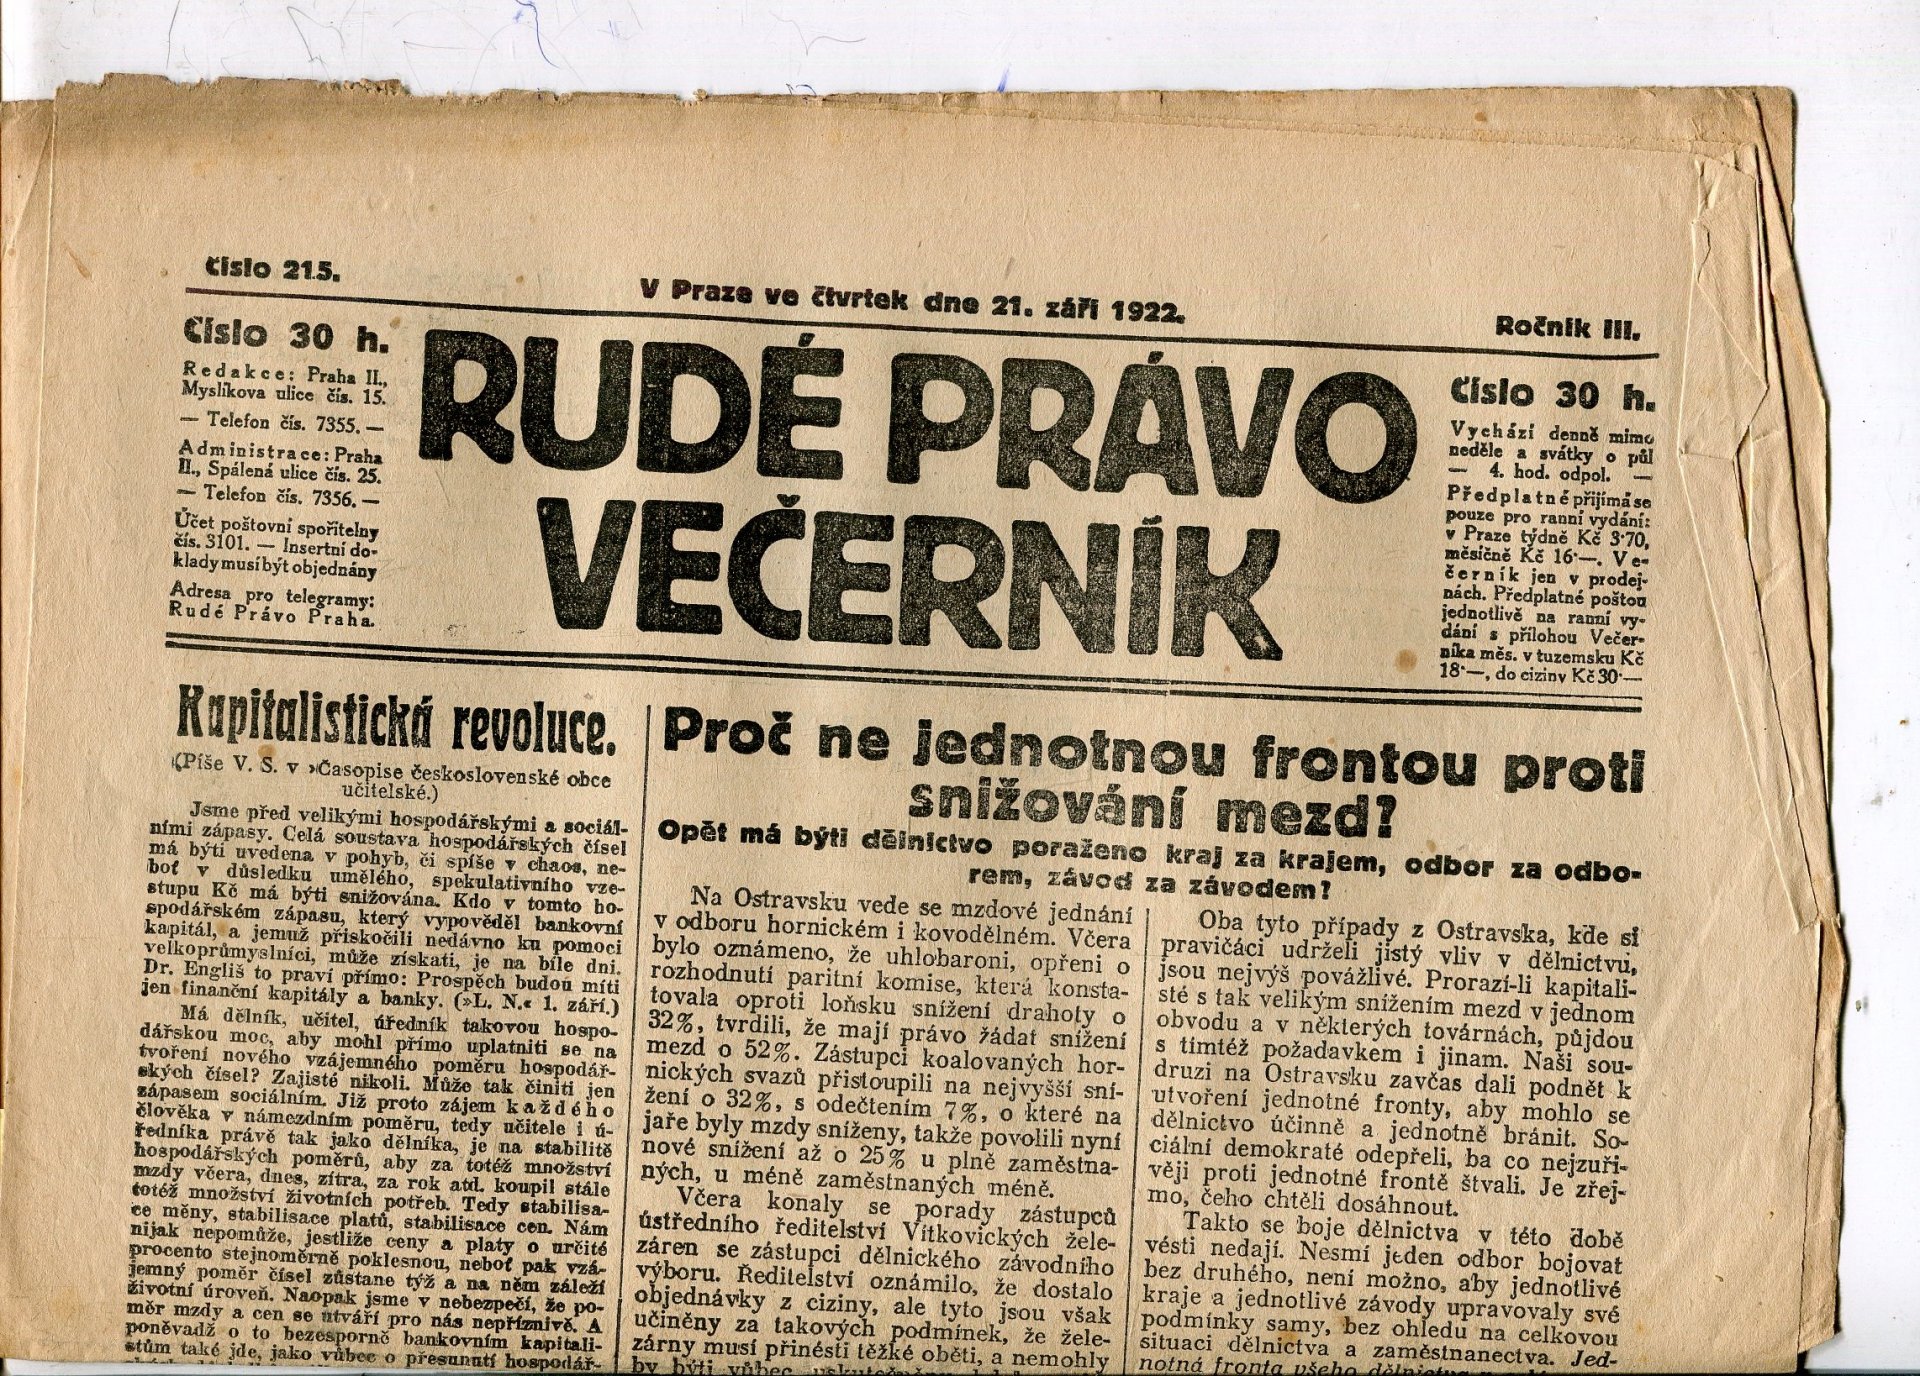 Číslo 215.
V Praze ve čtvrtek dne 21. září 1922.
Ročník III.
Číslo 30 h.
Redakce: Praha II.,
Myslíkova ulice čís. 15.
— Telefon čís. 7355. —
Administrace: Praha
II., Spálená ulice čís. 25.
— Telefon čís. 7356. —
Účet poštovní spořitelny
čís. 3101. — Insertní do-
klady musí být objednány
Adresa pro telegramy:
Rudé Právo Praha.
RUDÉ PRÁVO
VEČERNÍK
Číslo 30 h.
Vychází denně mimo
neděle a svátky o půl
— 4. hod. odpol. —
Předplatné přijímá se
pouze pro ranní vydání:
v Praze týdně Kč 3·70,
měsíčně Kč 16·—. Ve-
černík jen v prodej-
nách. Předplatné poštou
jednotlivě na ranní vy-
dání s přílohou Večer-
níka měs. v tuzemsku Kč
18·—, do ciziny Kč 30·—
Kapitalistická revoluce.
(Píše V. S. v »Časopise československé obce
učitelské.)
Jsme před velikými hospodářskými a sociál-
ními zápasy. Celá soustava hospodářských čísel
má býti uvedena v pohyb, či spíše v chaos, ne-
boť v důsledku umělého, spekulativního vze-
stupu Kč má býti snižována. Kdo v tomto ho-
spodářském zápasu, který vypověděl bankovní
kapitál, a jemuž přiskočili nedávno ku pomoci
velkoprůmyslníci, může získati, je na bíle dni.
Dr. Engliš to praví přímo: Prospěch budou míti
jen finanční kapitály a banky. (»L. N.« 1. září.)
Má dělník, učitel, úředník takovou hospo-
dářskou moc, aby mohl přímo uplatniti se na
tvoření nového vzájemného poměru hospodář-
ských čísel? Zajisté nikoli. Může tak činiti jen
zápasem sociálním. Již proto zájem každého
člověka v námezdním poměru, tedy učitele i ú-
ředníka právě tak jako dělníka, je na stabilitě
hospodářských poměrů, aby za totéž množství
mzdy včera, dnes, zítra, za rok atd. koupil stále
totéž množství životních potřeb. Tedy stabilisa-
ce měny, stabilisace platů, stabilisace cen. Nám
nijak nepomůže, jestliže ceny a platy o určité
procento stejnoměrně poklesnou, neboť pak vzá-
jemný poměr čísel zůstane týž a na něm záleží
životní úroveň. Naopak jsme v nebezpečí, že po-
měr mzdy a cen se utváří pro nás nepříznivě. A
poněvadž o to bezesporně bankovním kapitali-
stům také jde, jako vůbec o přesunutí hospodář-
Proč ne jednotnou frontou proti
snižování mezd?
Opět má býti dělnictvo poraženo kraj za krajem, odbor za odbo-
rem, závod za závodem?
Na Ostravsku vede se mzdové jednání
v odboru hornickém i kovodělném. Včera
bylo oznámeno, že uhlobaroni, opřeni o
rozhodnutí paritní komise, která konsta-
tovala oproti loňsku snížení drahoty o
32%, tvrdili, že mají právo žádat snížení
mezd o 52%. Zástupci koalovaných hor-
nických svazů přistoupili na nejvyšší sní-
žení o 32%, s odečtením 7%, o které na
jaře byly mzdy sníženy, takže povolili nyní
nové snížení až o 25% u plně zaměstna-
ných, u méně zaměstnaných méně.
Včera konaly se porady zástupců
ústředního ředitelství Vítkovických žele-
záren se zástupci dělnického závodního
výboru. Ředitelství oznámilo, že dostalo
objednávky z ciziny, ale tyto jsou však
učiněny za takových podmínek, že žele-
zárny musí přinésti těžké oběti, a nemohly
by býti vůbec
Oba tyto případy z Ostravska, kde si
pravičáci udrželi jistý vliv v dělnictvu,
jsou nejvýš povážlivé. Prorazí-li kapitali-
sté s tak velikým snížením mezd v jednom
obvodu a v některých továrnách, půjdou
s tímtéž požadavkem i jinam. Naši sou-
druzi na Ostravsku zavčas dali podnět k
utvoření jednotné fronty, aby mohlo se
dělnictvo účinně a jednotně bránit. So-
ciální demokraté odepřeli, ba co nejzuři-
věji proti jednotné frontě štvali. Je zřej-
mo, čeho chtěli dosáhnout.
Takto se boje dělnictva v této době
vésti nedají. Nesmí jeden odbor bojovat
bez druhého, není možno, aby jednotlivé
kraje a jednotlivé závody upravovaly své
podmínky samy, bez ohledu na celkovou
situaci dělnictva a zaměstnanectva. Jed-
notná fronta všeho dělnictva